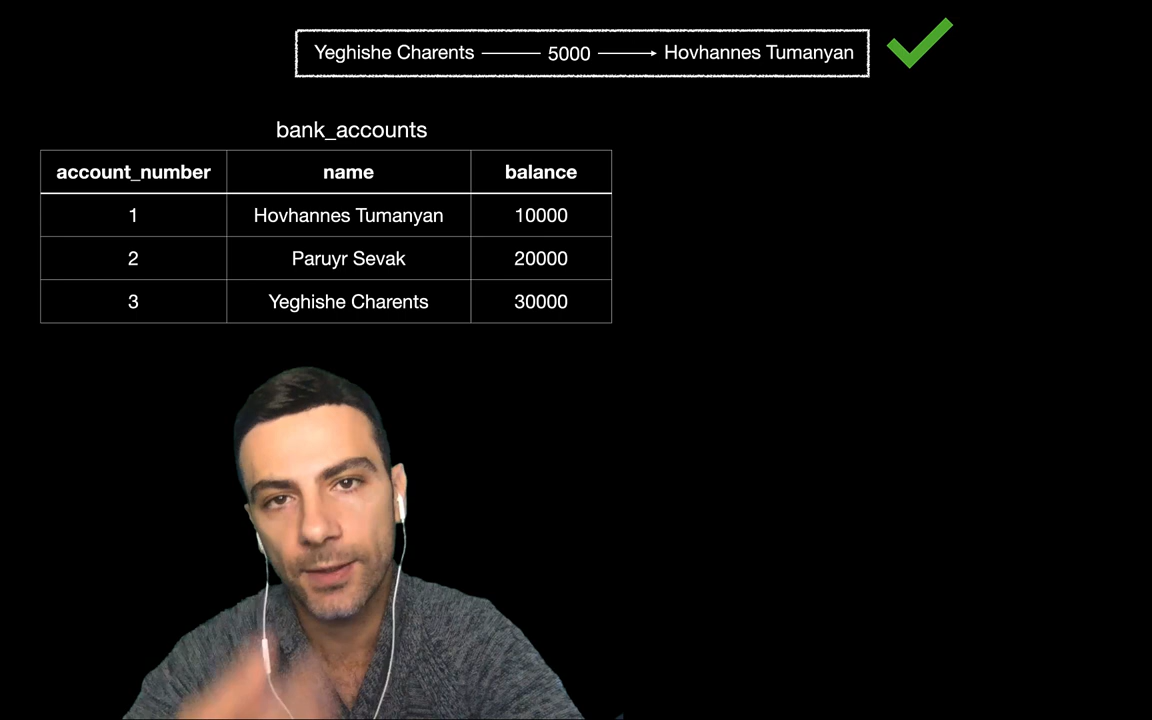 Yeghishe Charents 5000 Hovhannes Tumanyan
bank_accounts
account_number name balance
1 Hovhannes Tumanyan 10000
2 Paruyr Sevak 20000
3 Yeghishe Charents 30000